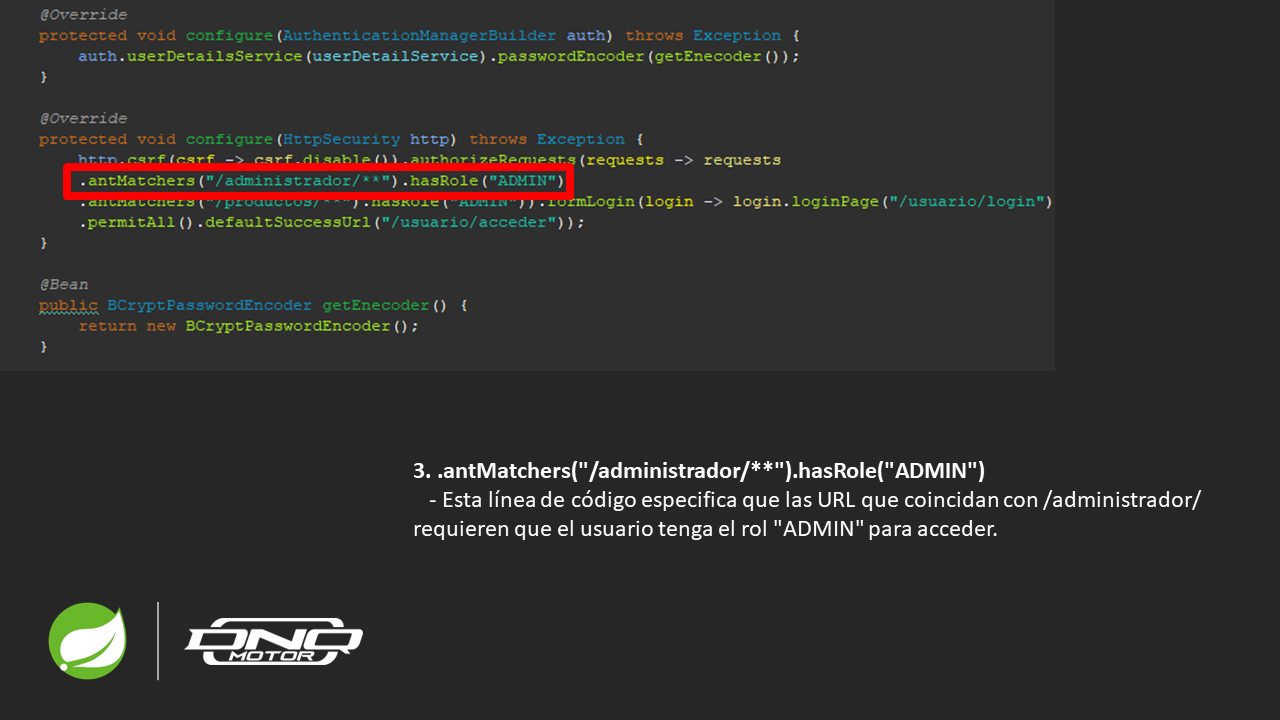 @Override
protected void configure(AuthenticationManagerBuilder auth) throws Exception {
auth.userDetailsService(userDetailService).passwordEncoder(getEnecoder());
}
@Override
protected void configure(HttpSecurity http) throws Exception {
http.csrf(csrf -> csrf.disable()).authorizeRequests(requests -> requests
.antMatchers("/administrador/**").hasRole("ADMIN")
.antMatchers("/productos/**").hasRole("ADMIN")).formLogin(login -> login.loginPage("/usuario/login")
.permitAll().defaultSuccessUrl("/usuario/acceder"));
}
@Bean
public BCryptPasswordEncoder getEnecoder() {
return new BCryptPasswordEncoder();
}
3. .antMatchers("/administrador/**").hasRole("ADMIN")
- Esta línea de código especifica que las URL que coincidan con /administrador/
requieren que el usuario tenga el rol "ADMIN" para acceder.
DNQ
MOTOR